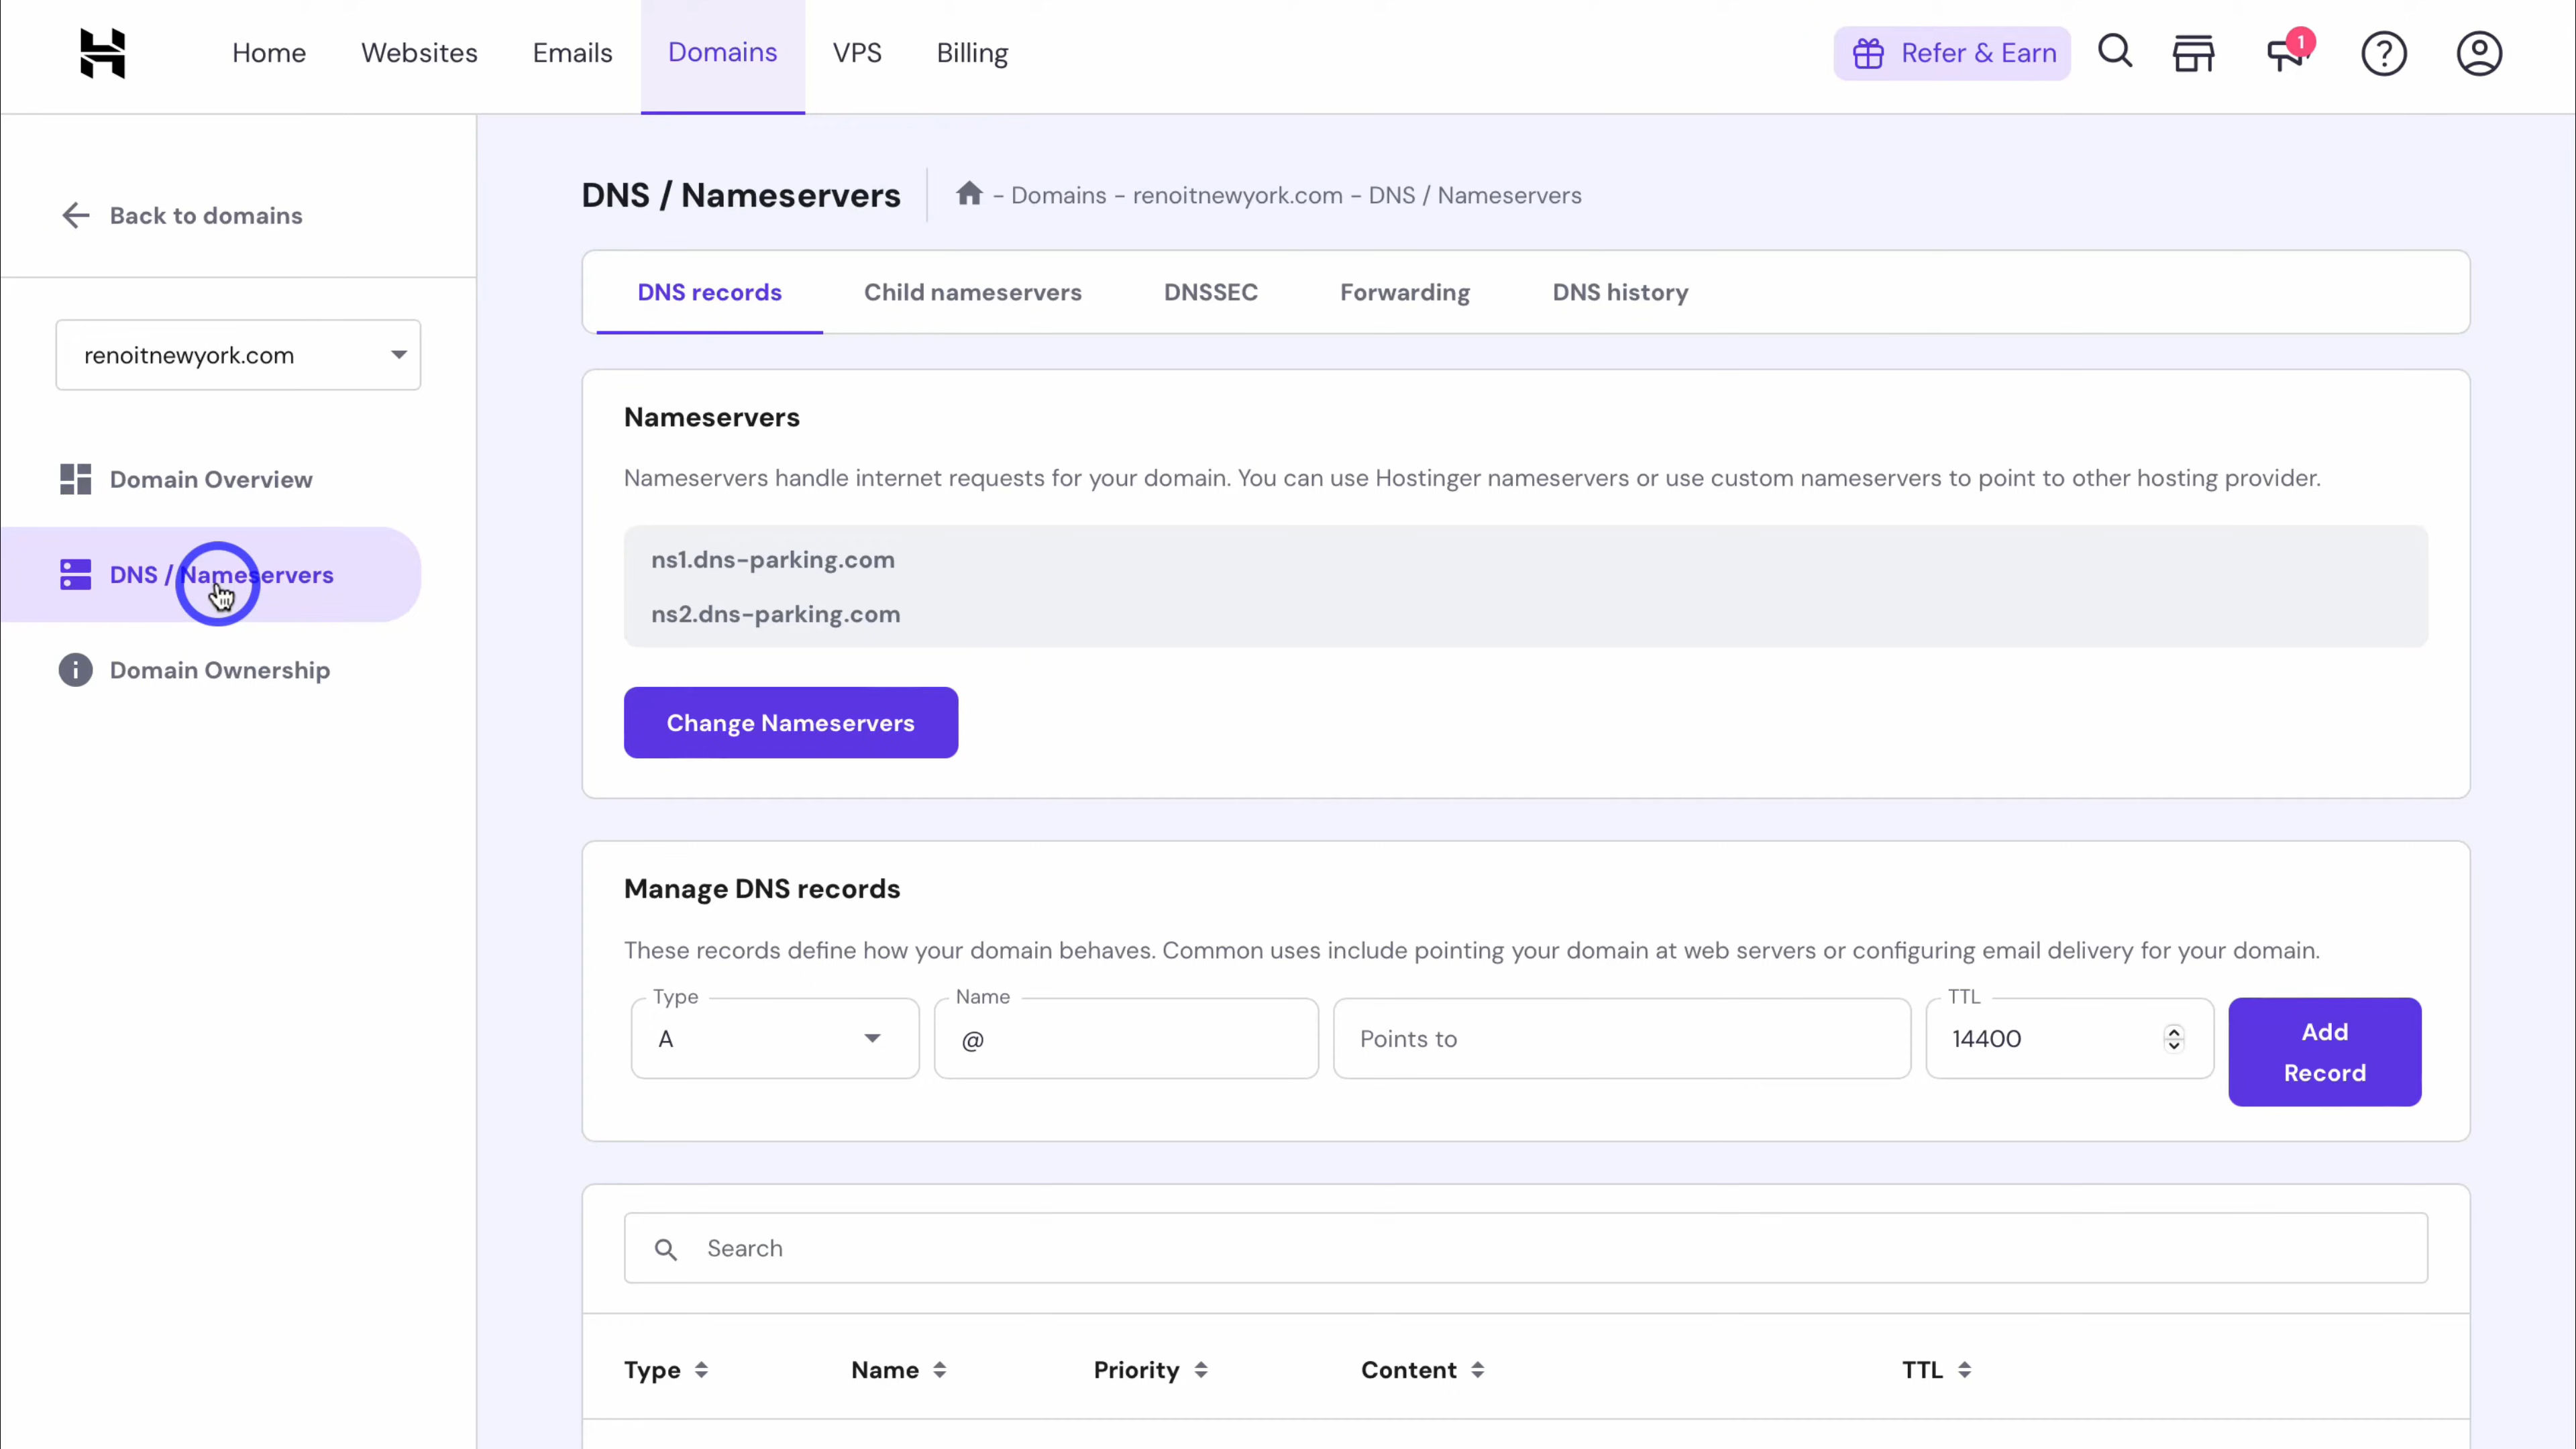 Home Websites Emails Domains VPS Billing Refer & Earn 1
Back to domains
renoitnewyork.com
Domain Overview
DNS / Nameservers
Domain Ownership
DNS / Nameservers - Domains - renoitnewyork.com - DNS / Nameservers
DNS records Child nameservers DNSSEC Forwarding DNS history
Nameservers
Nameservers handle internet requests for your domain. You can use Hostinger nameservers or use custom nameservers to point to other hosting provider.
ns1.dns-parking.com
ns2.dns-parking.com
Change Nameservers
Manage DNS records
These records define how your domain behaves. Common uses include pointing your domain at web servers or configuring email delivery for your domain.
Type Name TTL
A @ Points to 14400 Add
Record
Search
Type Name Priority Content TTL